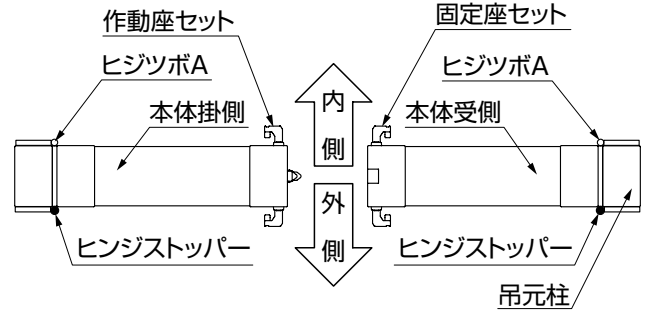 作動座セット
固定座セット
ヒジツボA
ヒジツボA
本体掛側
内側
本体受側
外側
ヒンジストッパー
ヒンジストッパー
吊元柱